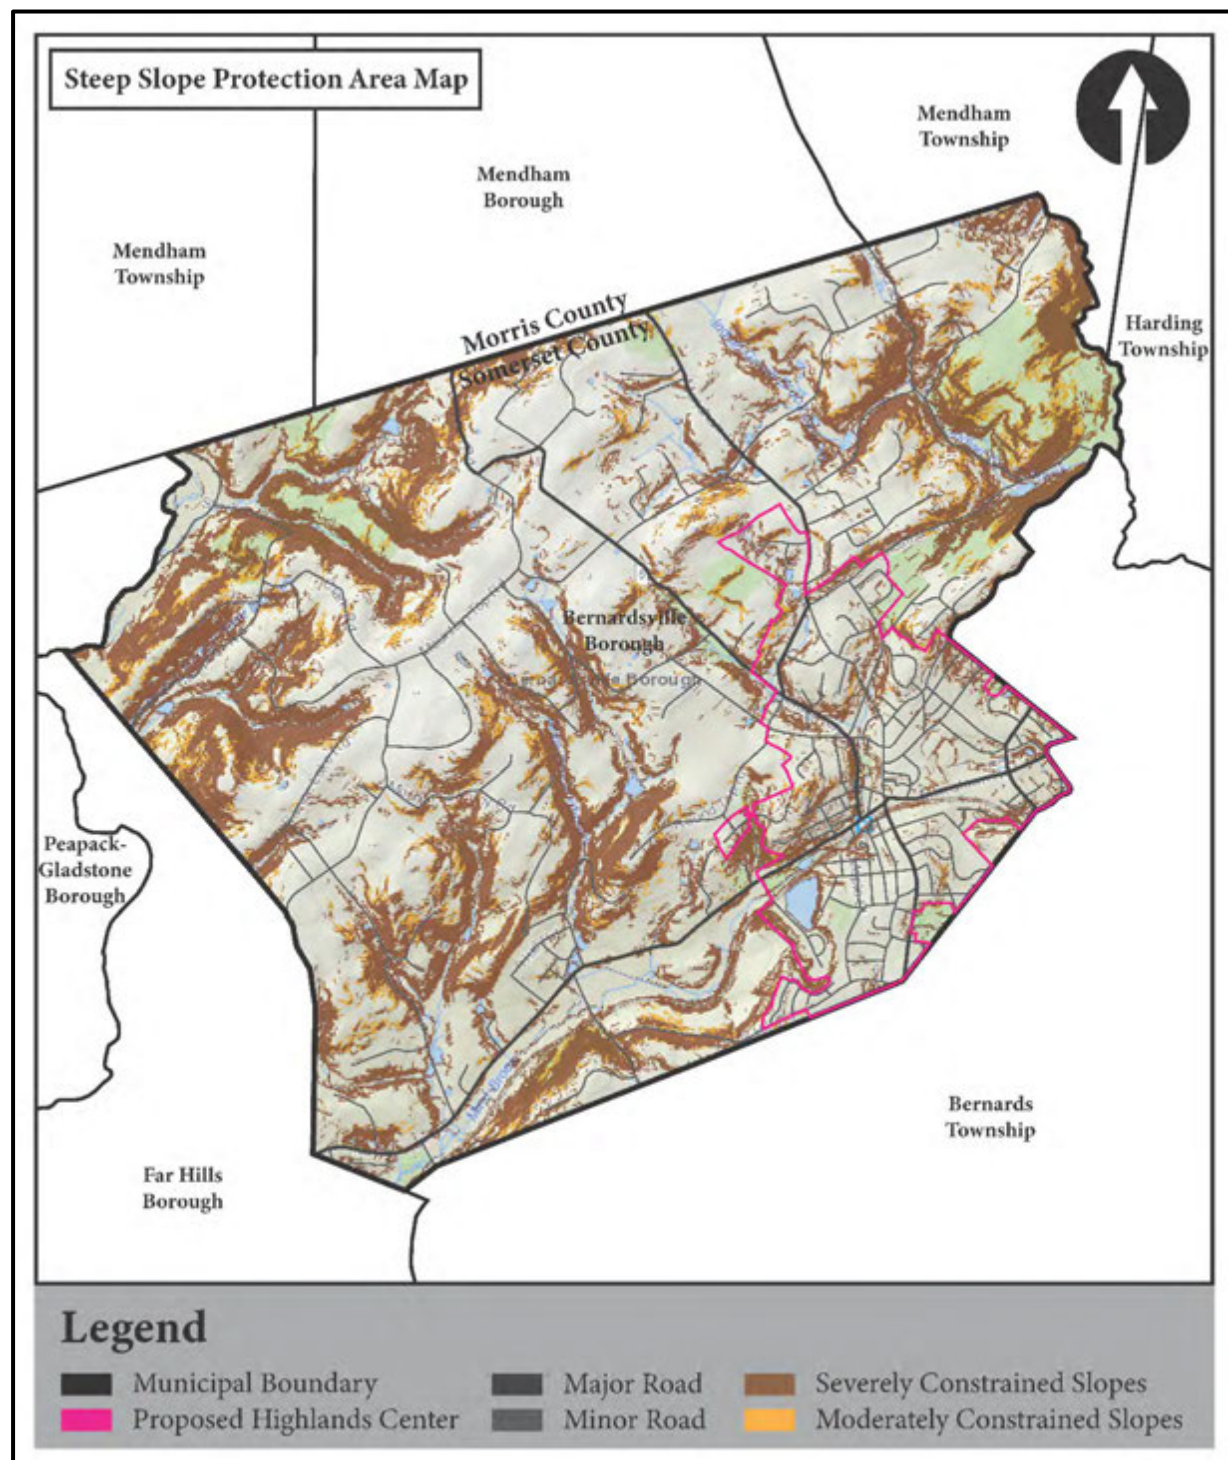 Steep Slope Protection Area Map
Mendham
Township
Mendham
Borough
Mendham
Township
Morris County
Somerset County
Harding
Township
Bernardsville
Borough
Bernardsville Borough
Peapack-
Gladstone
Borough
Bernards
Township
Far Hills
Borough
Legend
Municipal Boundary
Major Road
Severely Constrained Slopes
Proposed Highlands Center
Minor Road
Moderately Constrained Slopes